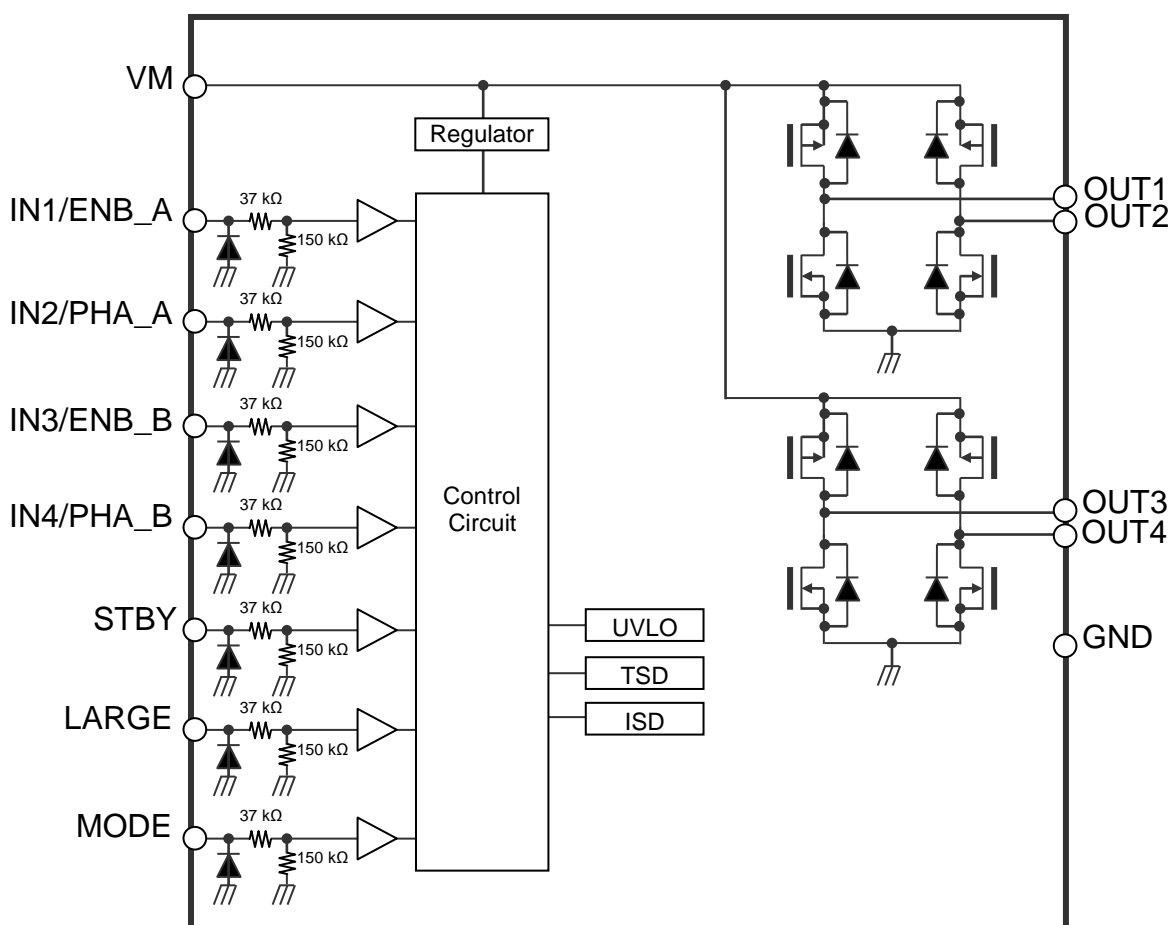 VM
Regulator
IN1/ENB_A
37 kΩ
150 kΩ
OUT1
OUT2
IN2/PHA_A
37 kΩ
150 kΩ
IN3/ENB_B
37 kΩ
150 kΩ
IN4/PHA_B
37 kΩ
150 kΩ
Control
Circuit
OUT3
OUT4
STBY
37 kΩ
150 kΩ
UVLO
GND
TSD
LARGE
37 kΩ
150 kΩ
ISD
MODE
37 kΩ
150 kΩ